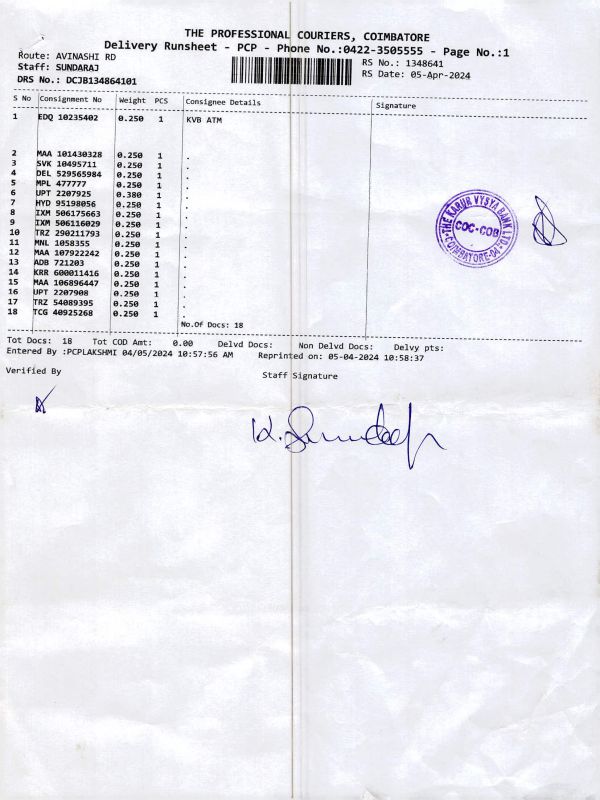 THE PROFESSIONAL COURIERS, COIMBATORE
Delivery Runsheet - PCP - Phone No.:0422-3505555 - Page No.:1
Route: AVINASHI RD
RS No.: 1348641
Staff: SUNDARAJ
RS Date: 05-Apr-2024
DRS No.: DCJB134864101
S No Consignment No Weight PCS Consignee Details Signature
1 EDQ 10235402 0.250 1 KVB ATM
2 MAA 101430328 0.250 1 .
3 SVK 10495711 0.250 1 .
4 DEL 529565984 0.250 1 .
5 MPL 477777 0.250 1 .
6 UPT 2207925 0.380 1 .
7 HYD 95198056 0.250 1 .
8 IXM 506175663 0.250 1 .
9 IXM 506116029 0.250 1 .
10 TRZ 290211793 0.250 1 .
11 MNL 1058355 0.250 1 .
12 MAA 107922242 0.250 1 .
13 ADB 721203 0.250 1 .
14 KRR 600011416 0.250 1 .
15 MAA 106896447 0.250 1 .
16 UPT 2207908 0.250 1 .
17 TRZ 54089395 0.250 1 .
18 TCG 40925268 0.250 1 .
THE KARUR VYSYA BANK LTD
COC-COB
COIMBATORE-04
No.Of Docs: 18
Tot Docs: 18 Tot COD Amt: 0.00 Delvd Docs: Non Delvd Docs: Delvy pts:
Entered By :PCPLAKSHMI 04/05/2024 10:57:56 AM Reprinted on: 05-04-2024 10:58:37
Verified By
Staff Signature